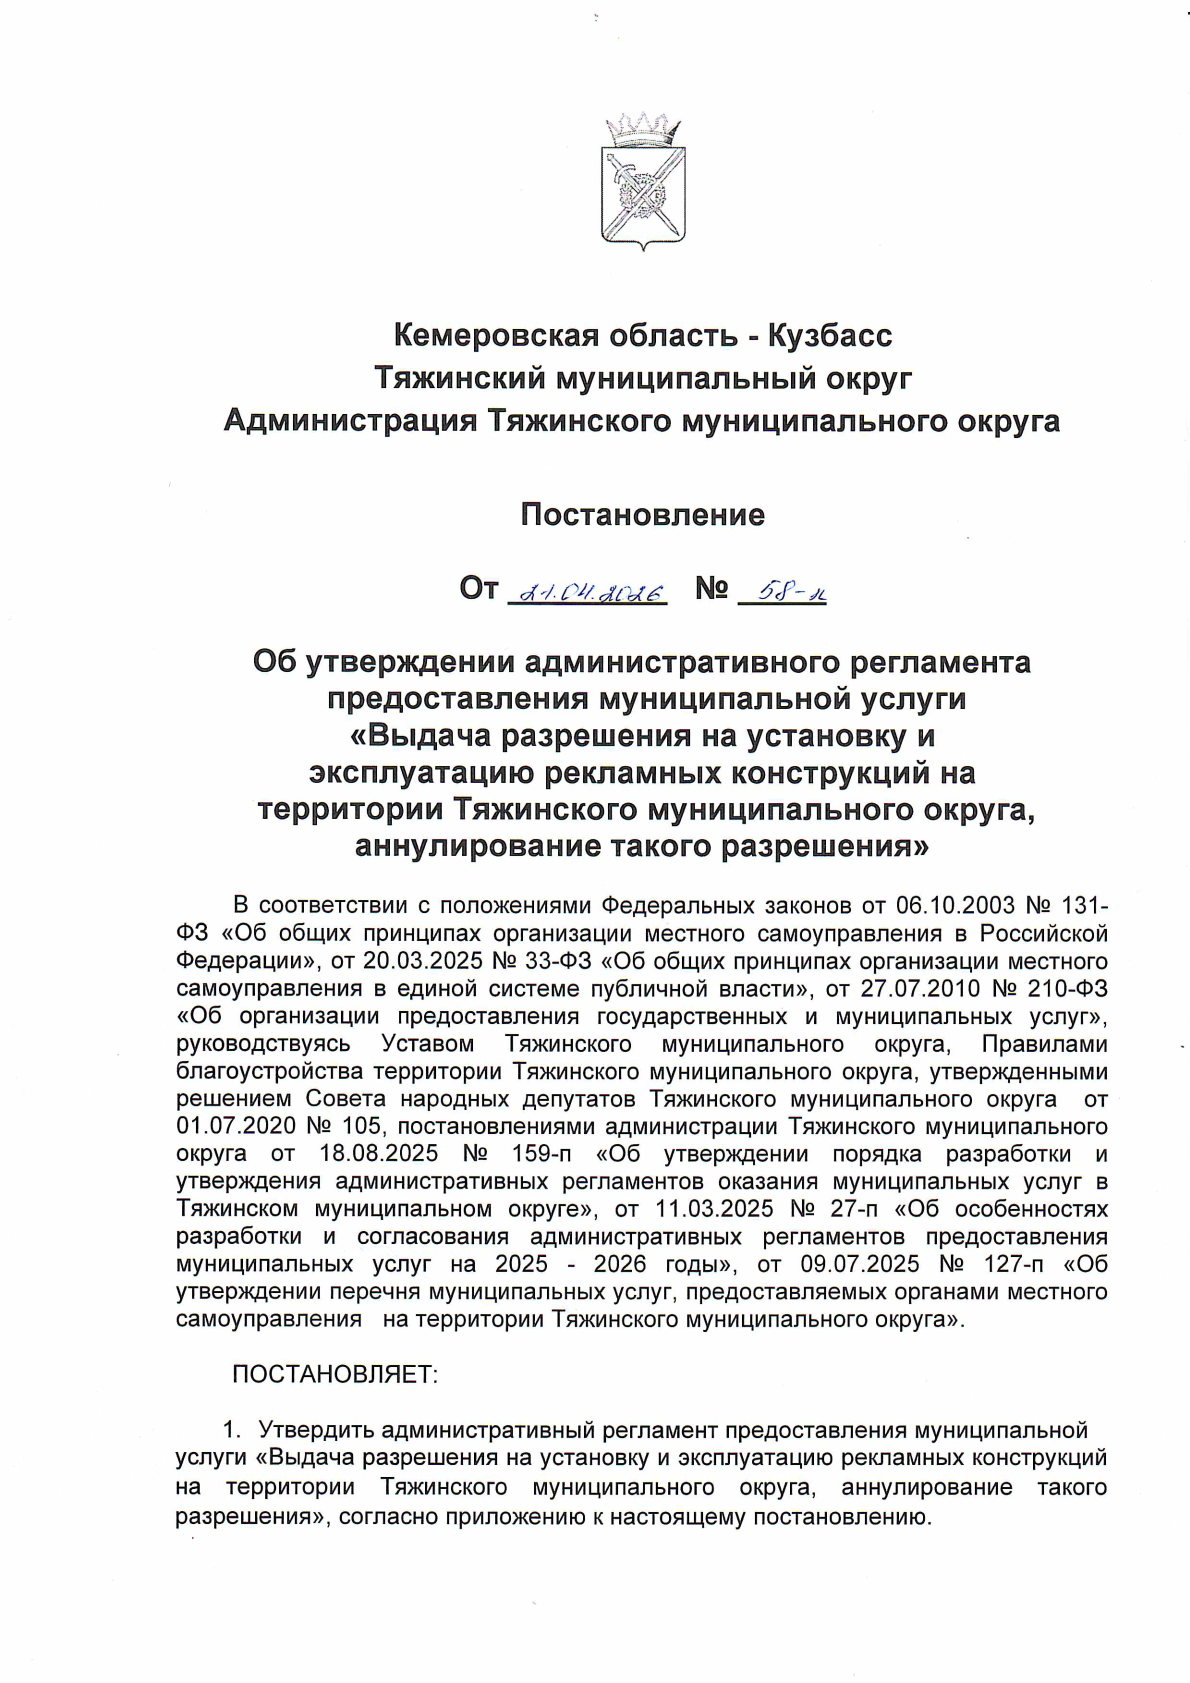 Кемеровская область - Кузбасс
Тяжинский муниципальный округ
Администрация Тяжинского муниципального округа
Постановление
От 21.04.2026 № 58-п
Об утверждении административного регламента
предоставления муниципальной услуги
«Выдача разрешения на установку и
эксплуатацию рекламных конструкций на
территории Тяжинского муниципального округа,
аннулирование такого разрешения»
В соответствии с положениями Федеральных законов от 06.10.2003 № 131-
ФЗ «Об общих принципах организации местного самоуправления в Российской
Федерации», от 20.03.2025 № 33-ФЗ «Об общих принципах организации местного
самоуправления в единой системе публичной власти», от 27.07.2010 № 210-ФЗ
«Об организации предоставления государственных и муниципальных услуг»,
руководствуясь Уставом Тяжинского муниципального округа, Правилами
благоустройства территории Тяжинского муниципального округа, утвержденными
решением Совета народных депутатов Тяжинского муниципального округа от
01.07.2020 № 105, постановлениями администрации Тяжинского муниципального
округа от 18.08.2025 № 159-п «Об утверждении порядка разработки и
утверждения административных регламентов оказания муниципальных услуг в
Тяжинском муниципальном округе», от 11.03.2025 № 27-п «Об особенностях
разработки и согласования административных регламентов предоставления
муниципальных услуг на 2025 - 2026 годы», от 09.07.2025 № 127-п «Об
утверждении перечня муниципальных услуг, предоставляемых органами местного
самоуправления на территории Тяжинского муниципального округа».
ПОСТАНОВЛЯЕТ:
1. Утвердить административный регламент предоставления муниципальной
услуги «Выдача разрешения на установку и эксплуатацию рекламных конструкций
на территории Тяжинского муниципального округа, аннулирование такого
разрешения», согласно приложению к настоящему постановлению.